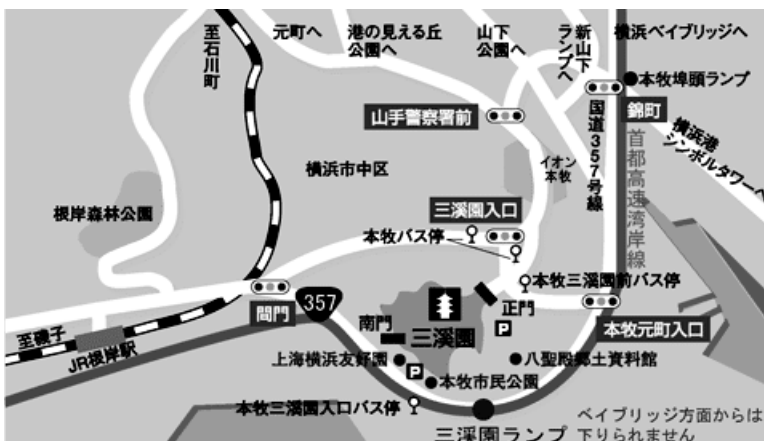 至石川町
元町へ
港の見える丘
公園へ
山下
公園へ
新山下
ランプへ
横浜ベイブリッジへ
本牧埠頭ランプ
山手警察署前
錦町
国道357号線
首都高速湾岸線
横浜港
シンボルタワーへ
横浜市中区
イオン
本牧
根岸森林公園
三溪園入口
本牧バス停
本牧三溪園前バス停
間門
357
正門
P
本牧元町入口
南門
三溪園
至磯子
JR根岸駅
上海横浜友好園
P
八聖殿郷土資料館
本牧市民公園
本牧三溪園入口バス停
三溪園ランプ
ベイブリッジ方面からは
下りられません